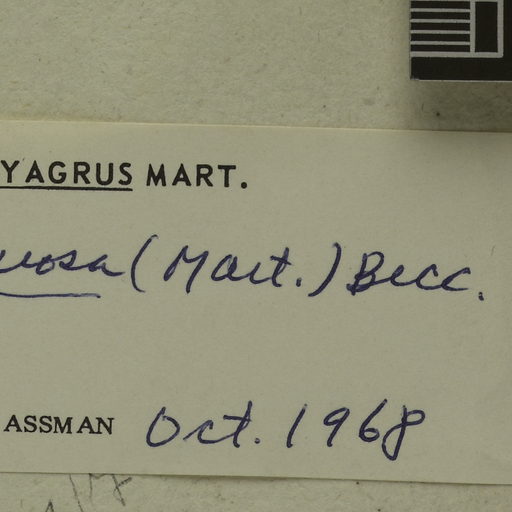 YAGRUS MART.
uosa (Mart.) Becc.
ASSMAN Oct. 1968